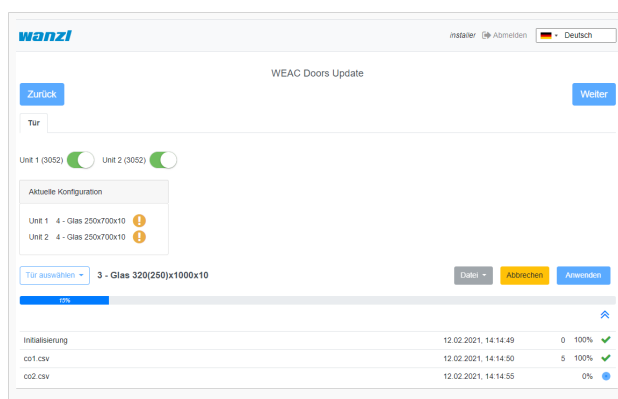 wanzl
installer Abmelden Deutsch
WEAC Doors Update
Zurück
Weiter
Tür
Unit 1 (3052) Unit 2 (3052)
Aktuelle Konfiguration
Unit 1 4 - Glas 250x700x10
Unit 2 4 - Glas 250x700x10
Tür auswählen 3 - Glas 320(250)x1000x10 Datei Abbrechen Anwenden
15%
Initialisierung 12.02.2021, 14:14:49 0 100%
co1.csv 12.02.2021, 14:14:50 5 100%
co2.csv 12.02.2021, 14:14:55 0%